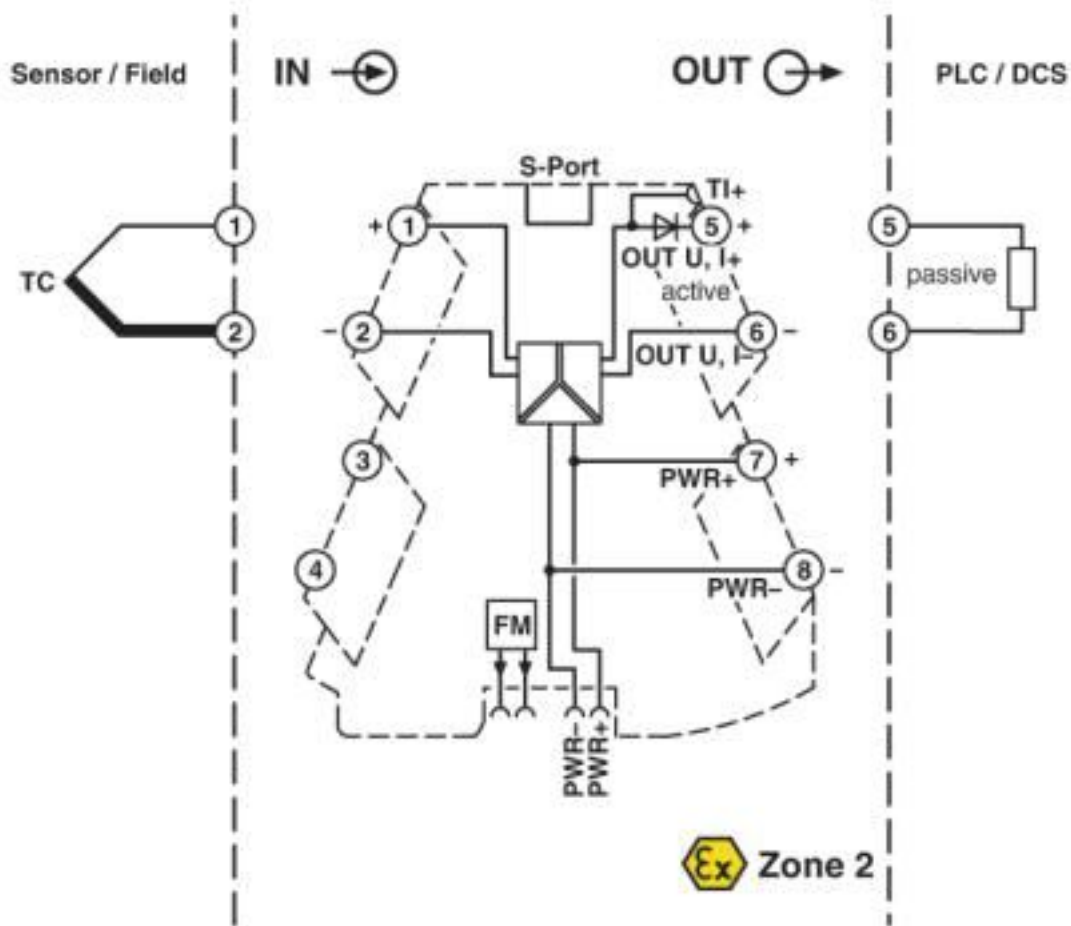 Sensor / Field
IN
OUT
PLC / DCS
S-Port
TI+
1
+ 1
5 +
5
OUT U, I+
TC
active
passive
2
– 2
6 –
6
OUT U, I–
3
7 +
PWR+
4
8 –
PWR–
FM
PWR–
PWR+
Ex Zone 2